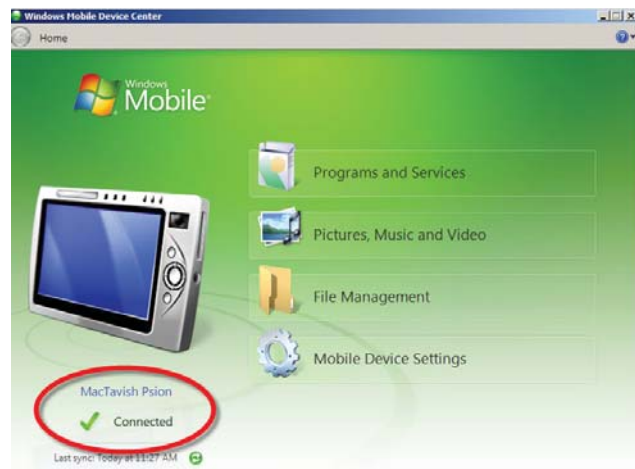 Windows Mobile Device Center
Home
Windows
Mobile
Programs and Services
Pictures, Music and Video
File Management
Mobile Device Settings
MacTavish Psion
Connected
Last sync: Today at 11:27 AM